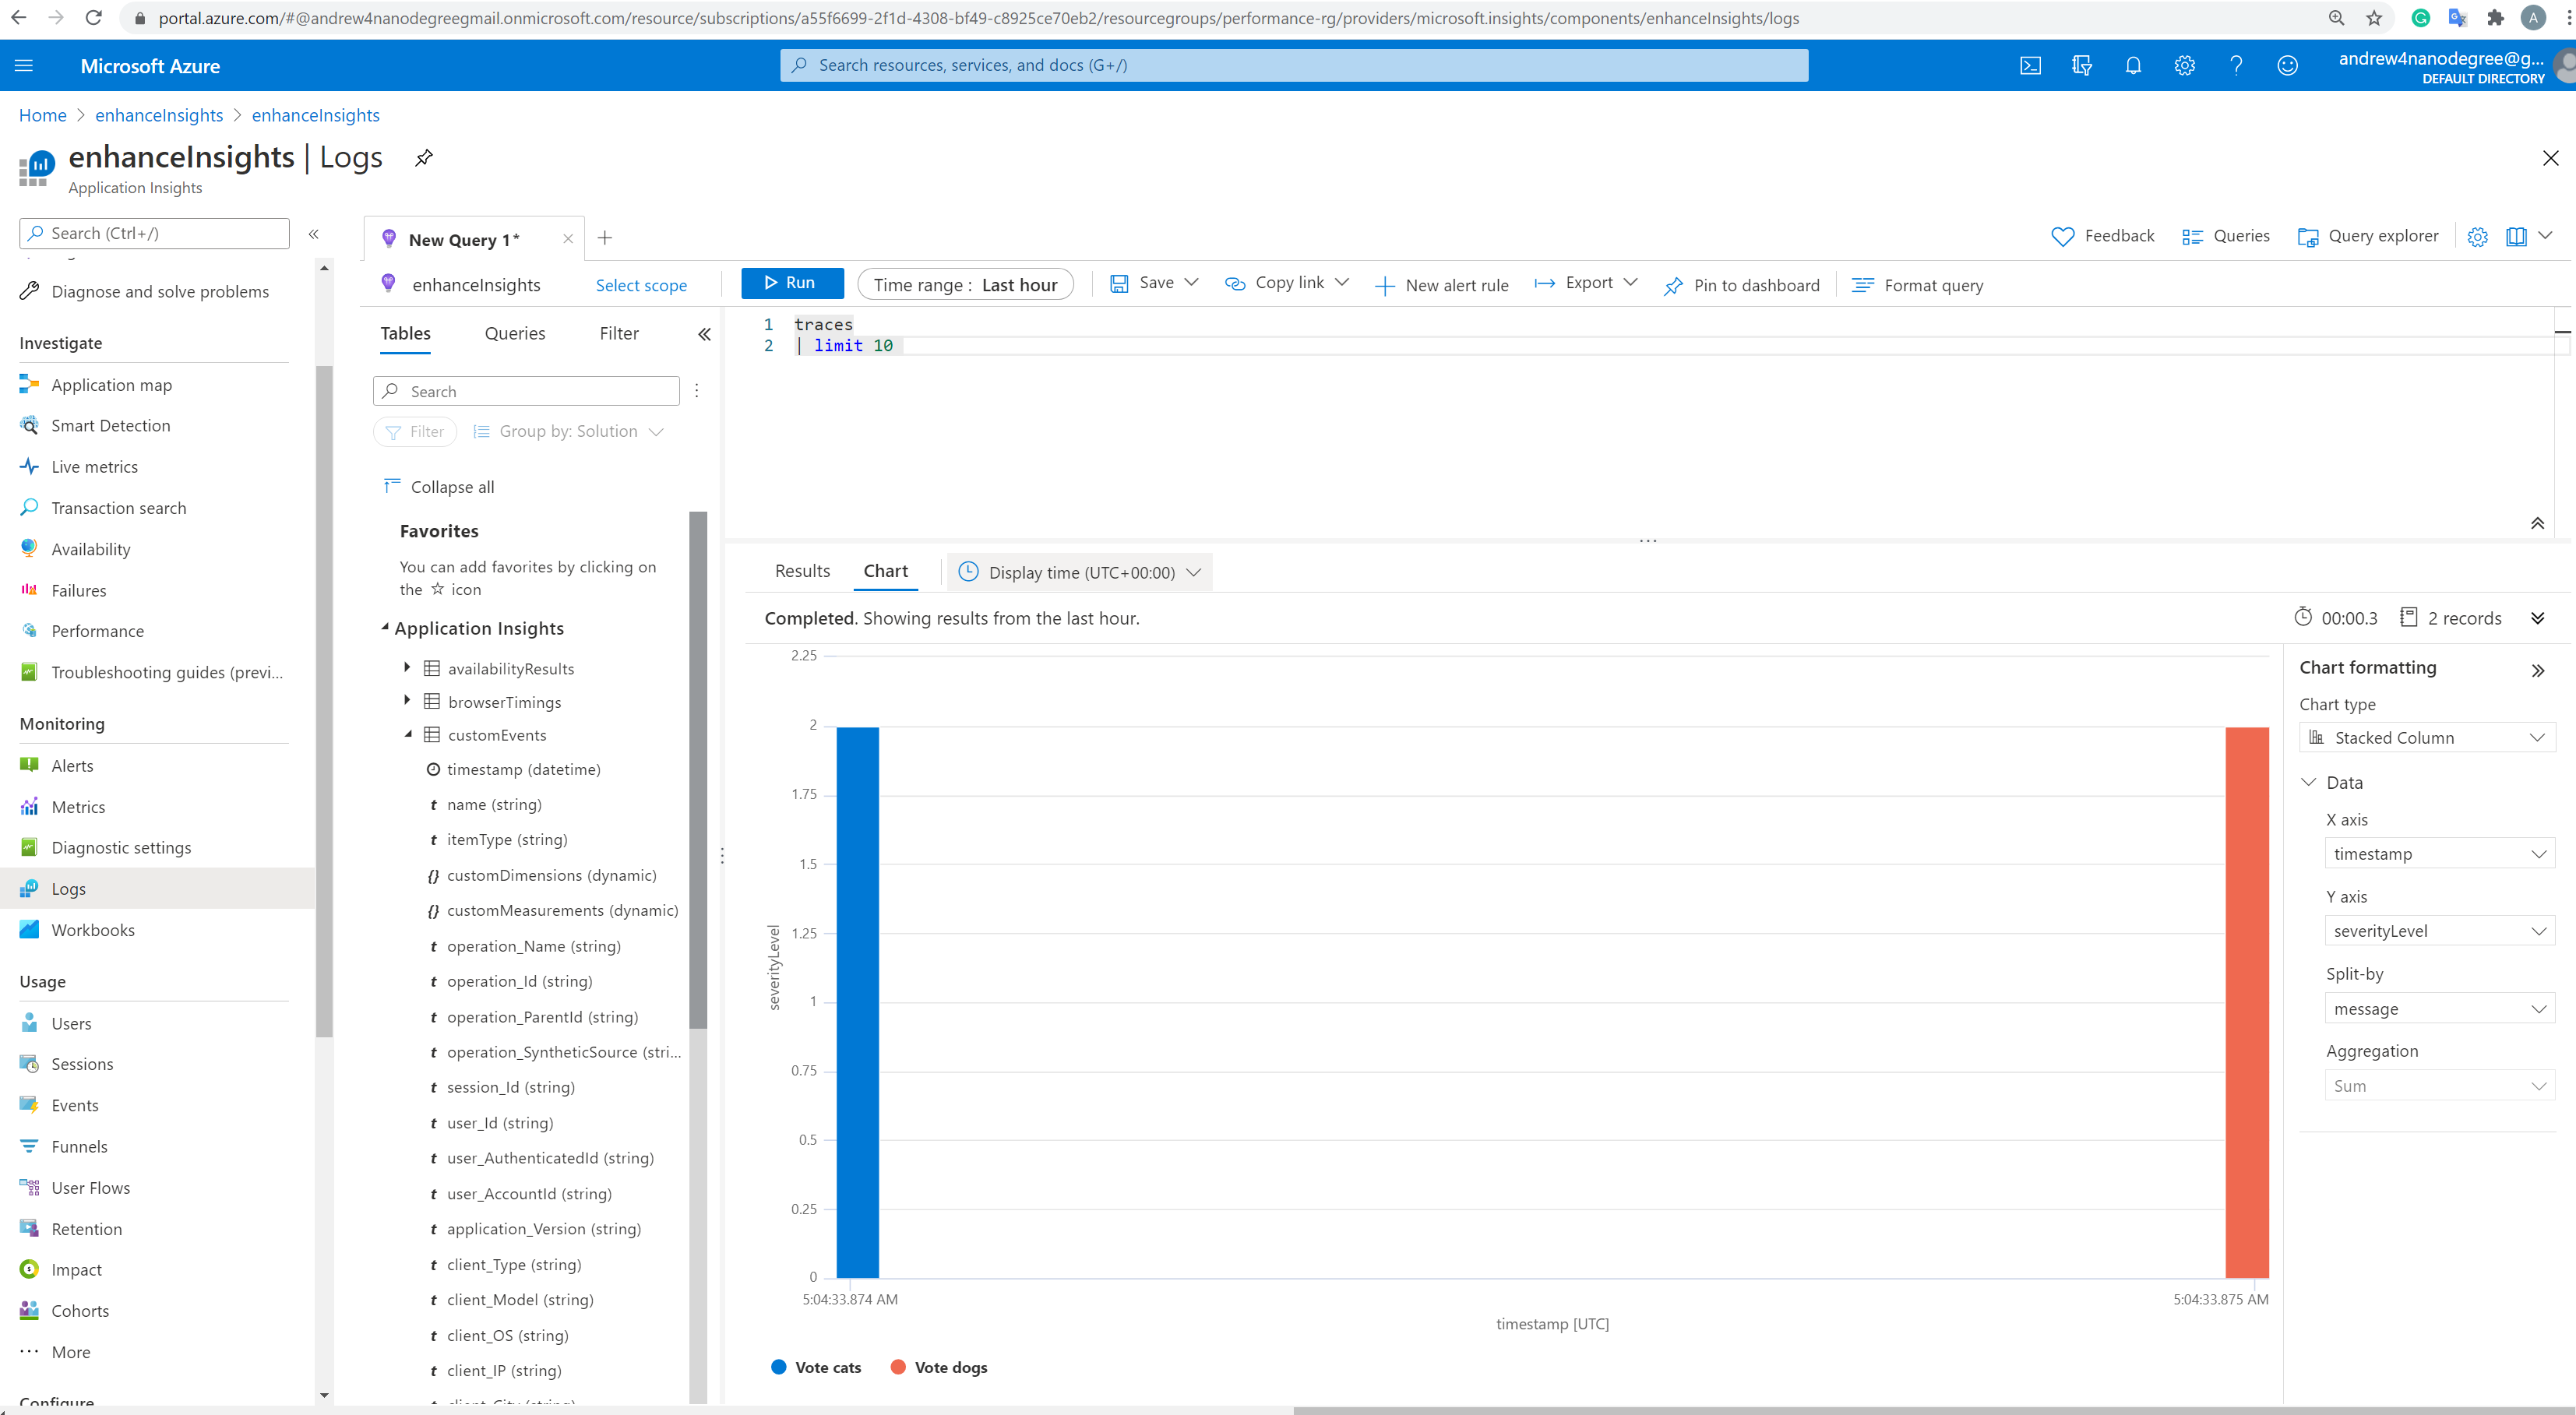 portal.azure.com/#@andrew4nanodegreegmail.onmicrosoft.com/resource/subscriptions/a55f6699-2f1d-4308-bf49-c8925ce70eb2/resourcegroups/performance-rg/providers/microsoft.insights/components/enhanceInsights/logs
A
Microsoft Azure
Search resources, services, and docs (G+/)
andrew4nanodegree@g...
DEFAULT DIRECTORY
Home > enhanceInsights > enhanceInsights
enhanceInsights | Logs
Application Insights
Search (Ctrl+/)
Diagnose and solve problems
Investigate
Application map
Smart Detection
Live metrics
Transaction search
Availability
Failures
Performance
Troubleshooting guides (previ...
Monitoring
Alerts
Metrics
Diagnostic settings
Logs
Workbooks
Usage
Users
Sessions
Events
Funnels
User Flows
Retention
Impact
Cohorts
More
Configure
New Query 1*
Feedback
Queries
Query explorer
enhanceInsights
Select scope
Run
Time range : Last hour
Save
Copy link
New alert rule
Export
Pin to dashboard
Format query
Tables
Queries
Filter
Search
Filter
Group by: Solution
Collapse all
Favorites
You can add favorites by clicking on
the ☆ icon
Application Insights
availabilityResults
browserTimings
customEvents
timestamp (datetime)
t name (string)
t itemType (string)
{} customDimensions (dynamic)
{} customMeasurements (dynamic)
t operation_Name (string)
t operation_Id (string)
t operation_ParentId (string)
t operation_SyntheticSource (stri...
t session_Id (string)
t user_Id (string)
t user_AuthenticatedId (string)
t user_AccountId (string)
t application_Version (string)
t client_Type (string)
t client_Model (string)
t client_OS (string)
t client_IP (string)
client_City (string)
1 traces
2 | limit 10
Results
Chart
Display time (UTC+00:00)
Completed. Showing results from the last hour.
00:00.3
2 records
2.25
2
1.75
1.5
1.25
1
0.75
0.5
0.25
0
severityLevel
5:04:33.874 AM
5:04:33.875 AM
timestamp [UTC]
Vote cats
Vote dogs
Chart formatting
Chart type
Stacked Column
Data
X axis
timestamp
Y axis
severityLevel
Split-by
message
Aggregation
Sum